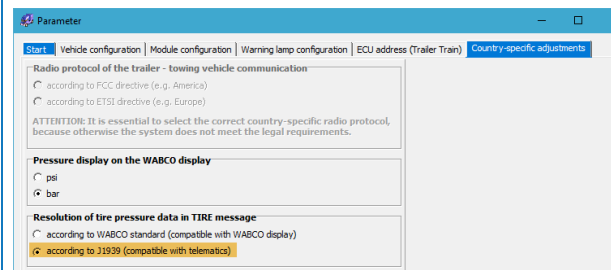 Parameter
Start Vehicle configuration Module configuration Warning lamp configuration ECU address (Trailer Train) Country-specific adjustments
Radio protocol of the trailer - towing vehicle communication
according to FCC directive (e.g. America)
according to ETSI directive (e.g. Europe)
ATTENTION: It is essential to select the correct country-specific radio protocol,
because otherwise the system does not meet the legal requirements.
Pressure display on the WABCO display
psi
bar
Resolution of tire pressure data in TIRE message
according to WABCO standard (compatible with WABCO display)
according to J1939 (compatible with telematics)